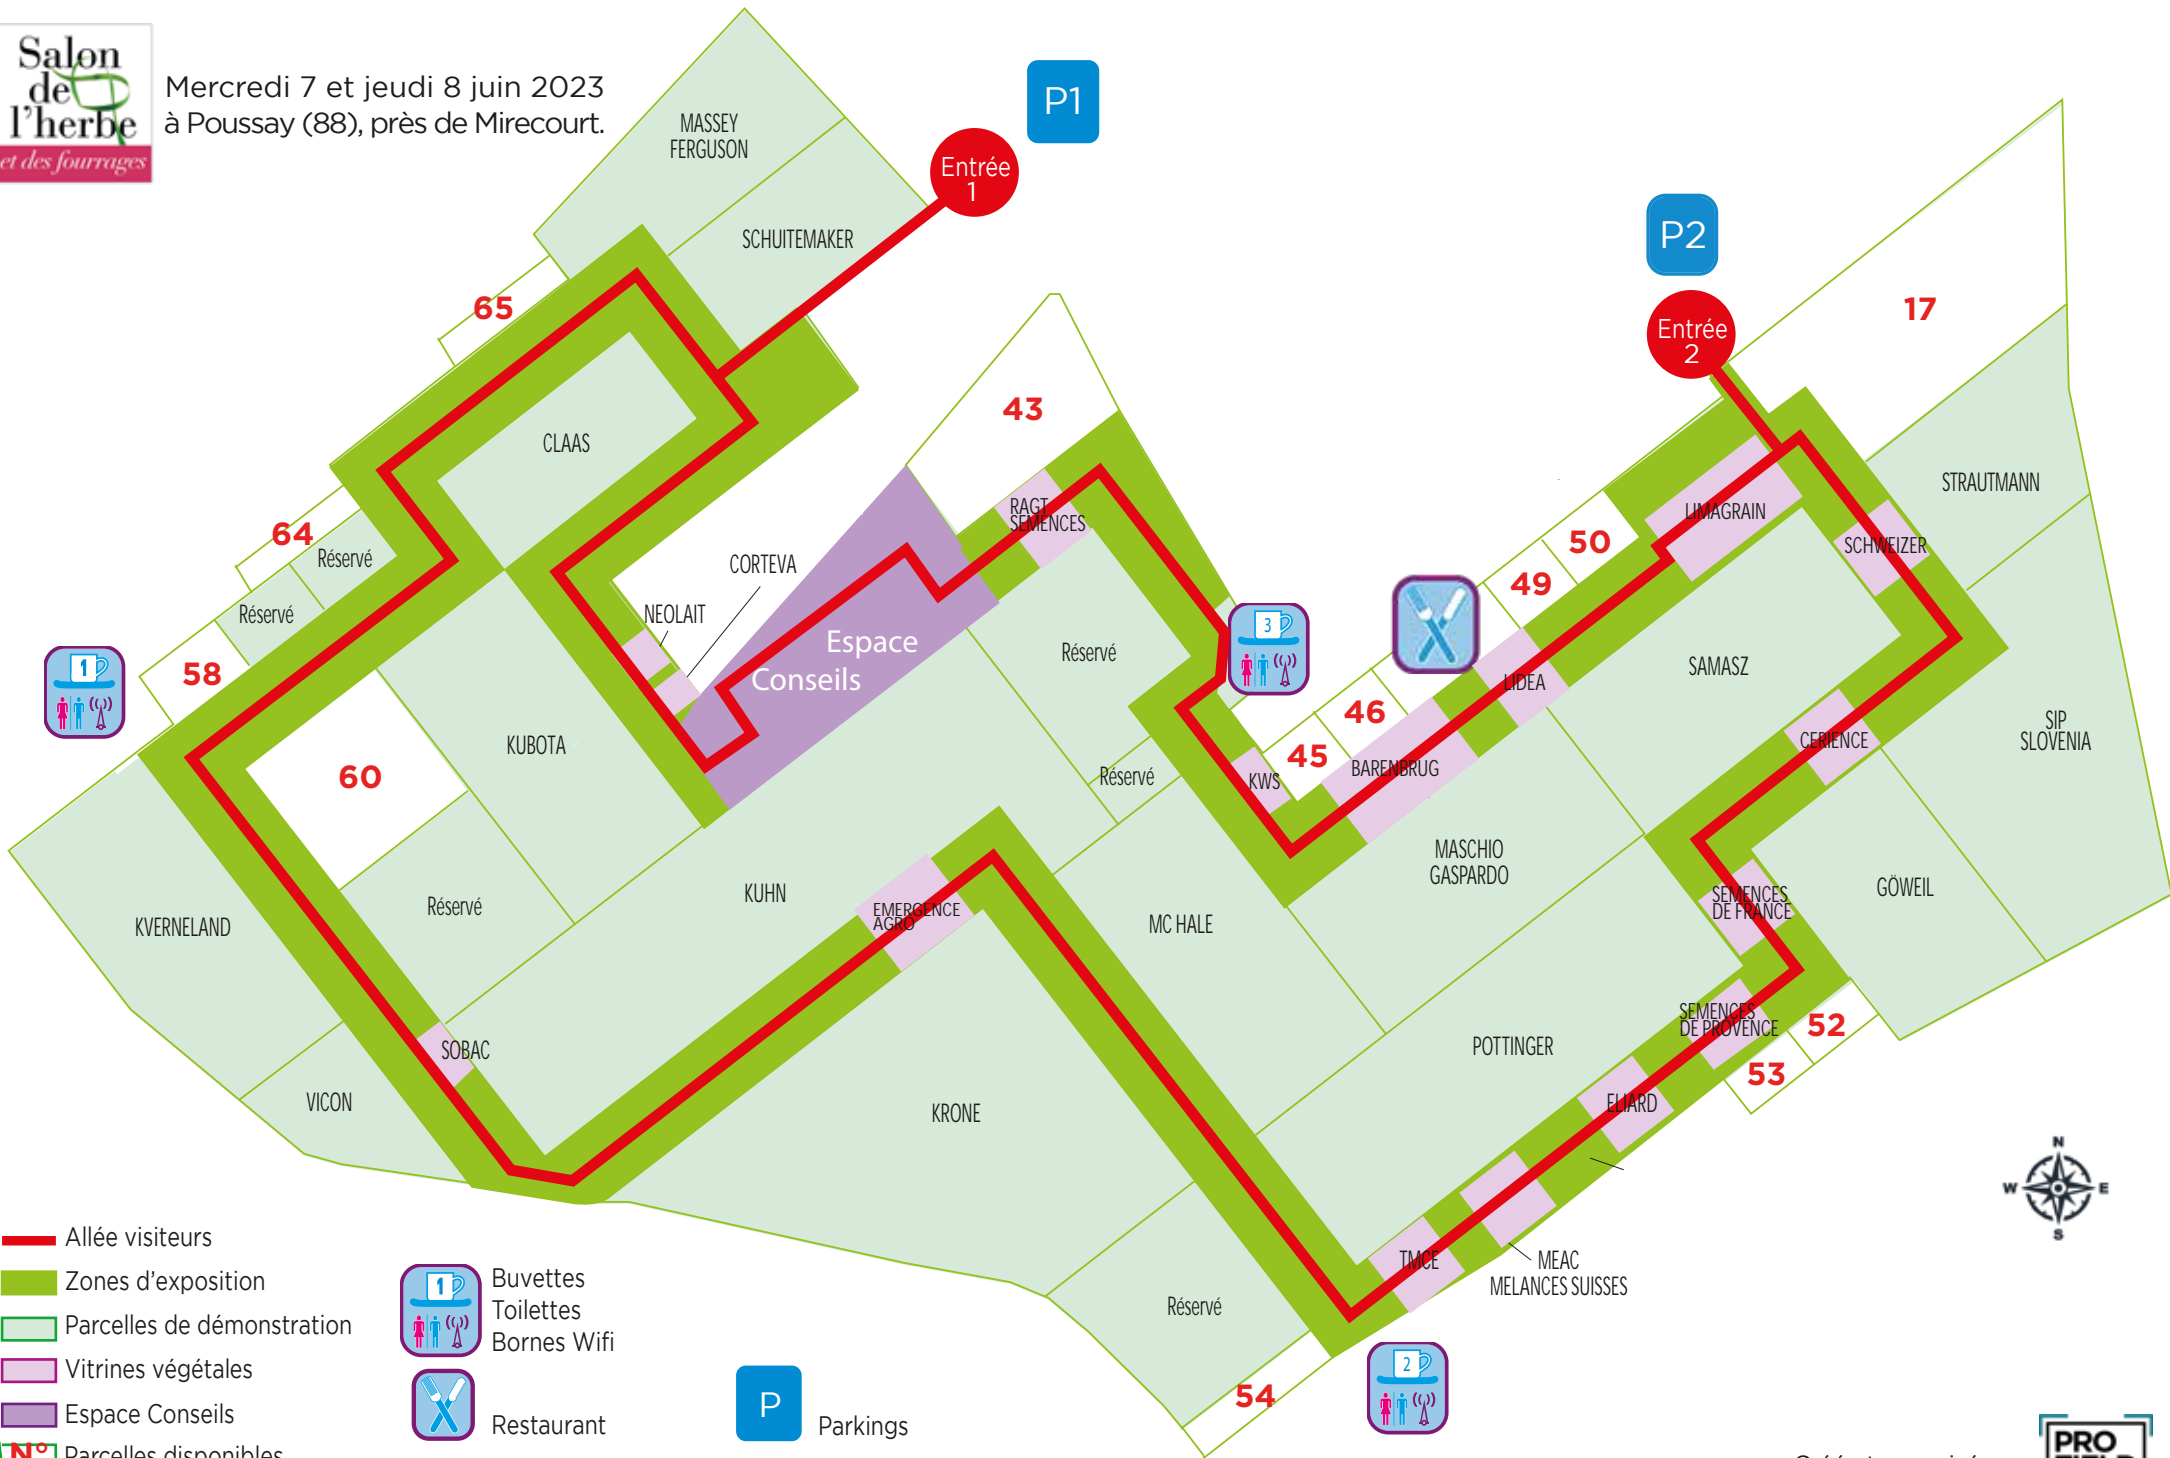 Salon
de
l'herbe
et des fourrages
Mercredi 7 et jeudi 8 juin 2023
à Poussay (88), près de Mirecourt.
P1
Entrée
1
P2
Entrée
2
MASSEY
FERGUSON
SCHUITEMAKER
65
17
CLAAS
43
STRAUTMANN
64
Réservé
Réservé
RAGT
SEMENCES
LIMAGRAIN
50
SCHWEIZER
49
CORTEVA
NEOLAIT
Espace
Conseils
Réservé
3
1
58
LIDEA
SAMASZ
46
SIP
SLOVENIA
KUBOTA
60
45
CERIENCE
Réservé
KWS
BARENBRUG
MASCHIO
GASPARDO
KVERNELAND
Réservé
KUHN
EMERGENCE
AGRO
MC HALE
SEMENCES
DE FRANCE
GÖWEIL
SEMENCES
DE PROVENCE
52
SOBAC
POTTINGER
53
VICON
KRONE
ELIARD
N
W
E
S
TMCE
MEAC
MELANCES SUISSES
Réservé
54
2
Allée visiteurs
Zones d'exposition
Parcelles de démonstration
Vitrines végétales
Espace Conseils
N° Parcelles disponibles
1
Buvettes
Toilettes
Bornes Wifi
Restaurant
P
Parkings
PRO